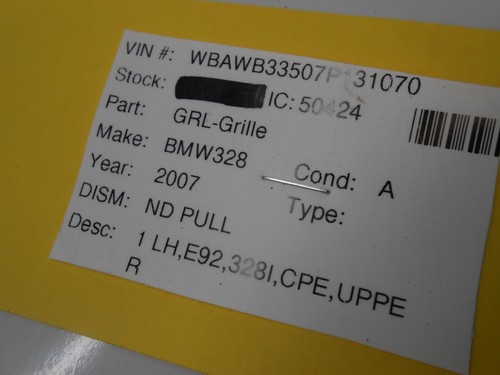 VIN #: WBAWB33507P131070
Stock: IC: 50424
Part: GRL-Grille
Make: BMW328 Cond: A
Year: 2007 Type:
DISM: ND PULL
Desc: 1 LH,E92,328I,CPE,UPPE
R